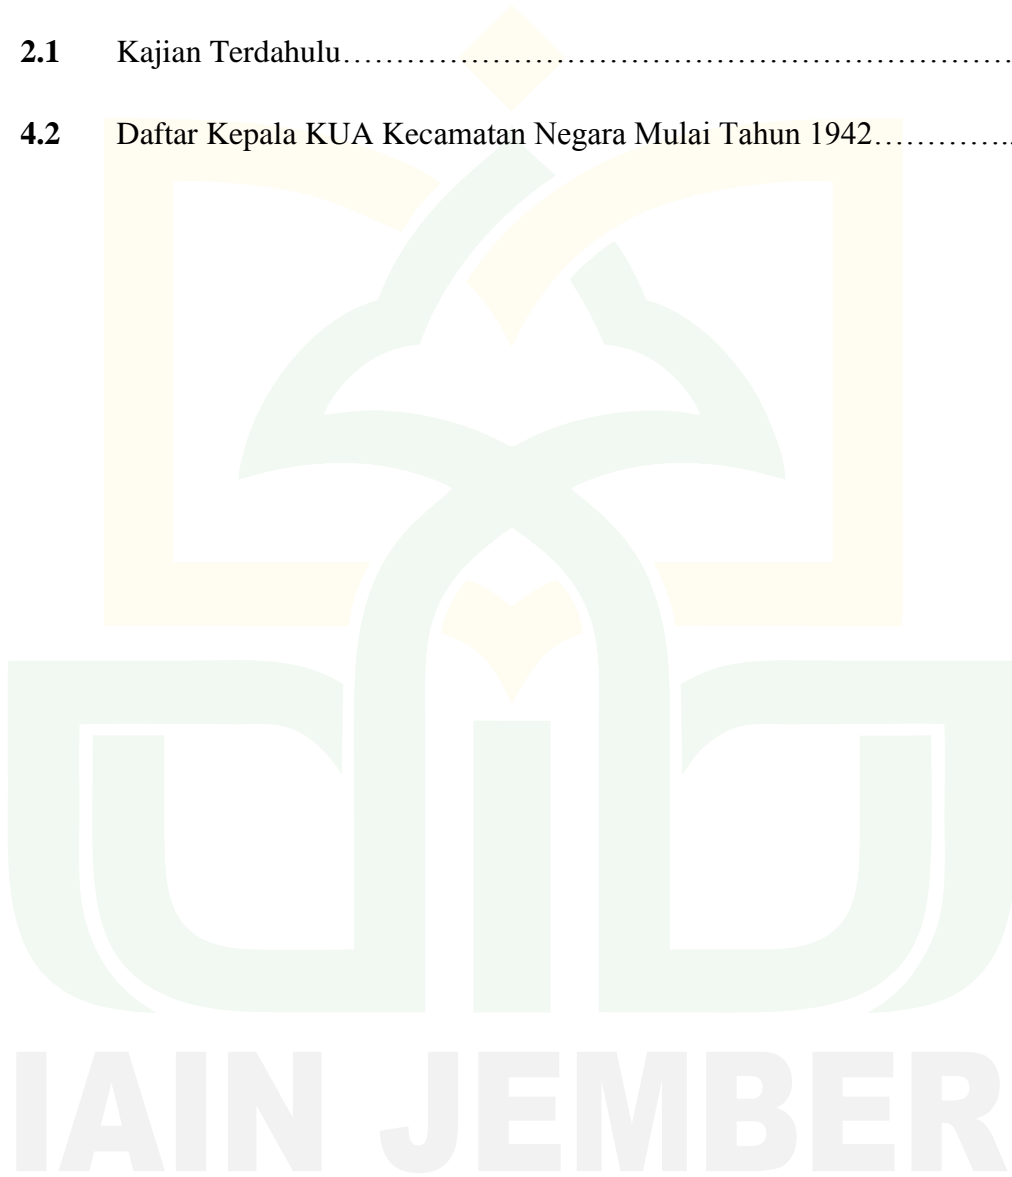 2.1 Kajian Terdahulu…………………………………………………………
4.2 Daftar Kepala KUA Kecamatan Negara Mulai Tahun 1942…………..
IAIN JEMBER